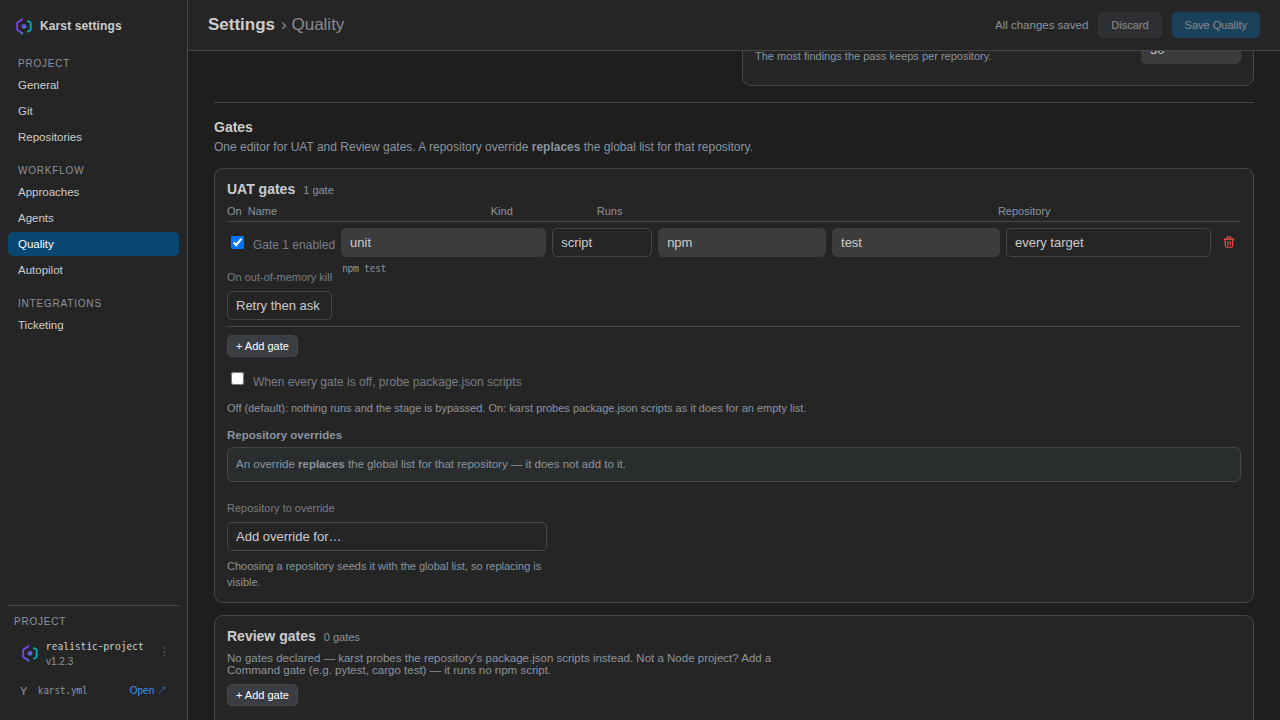 Karst settings
Settings › Quality
All changes saved
Discard
Save Quality
PROJECT
General
Git
Repositories
WORKFLOW
Approaches
Agents
Quality
Autopilot
INTEGRATIONS
Ticketing
PROJECT
realistic-project
v1.2.3
Y karst.yml Open ↗
The most findings the pass keeps per repository.
Gates
One editor for UAT and Review gates. A repository override replaces the global list for that repository.
UAT gates 1 gate
On Name Kind Runs Repository
Gate 1 enabled unit script npm test every target
npm test
On out-of-memory kill
Retry then ask
+ Add gate
When every gate is off, probe package.json scripts
Off (default): nothing runs and the stage is bypassed. On: karst probes package.json scripts as it does for an empty list.
Repository overrides
An override replaces the global list for that repository — it does not add to it.
Repository to override
Add override for…
Choosing a repository seeds it with the global list, so replacing is
visible.
Review gates 0 gates
No gates declared — karst probes the repository's package.json scripts instead. Not a Node project? Add a
Command gate (e.g. pytest, cargo test) — it runs no npm script.
+ Add gate